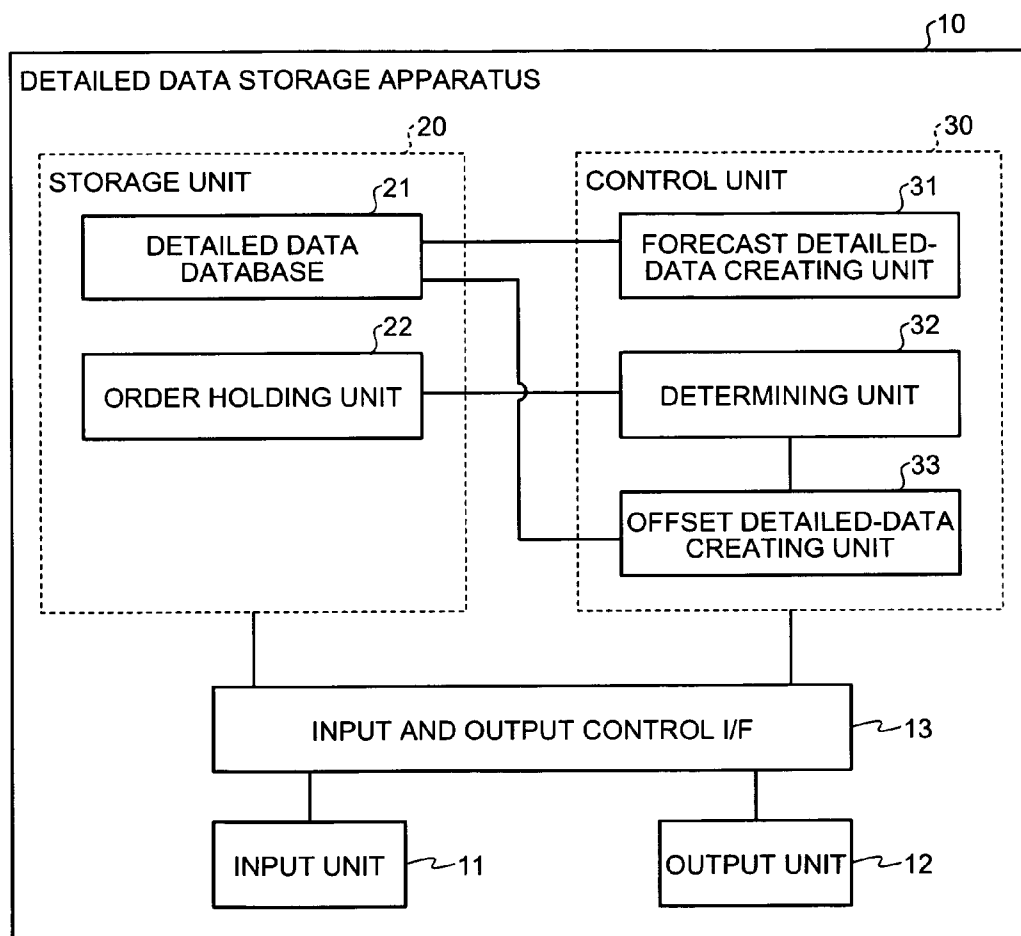 10
DETAILED DATA STORAGE APPARATUS
20
30
STORAGE UNIT
CONTROL UNIT
21
31
DETAILED DATA
DATABASE
FORECAST DETAILED-
DATA CREATING UNIT
22
32
ORDER HOLDING UNIT
DETERMINING UNIT
33
OFFSET DETAILED-DATA
CREATING UNIT
INPUT AND OUTPUT CONTROL I/F
13
INPUT UNIT
11
OUTPUT UNIT
12